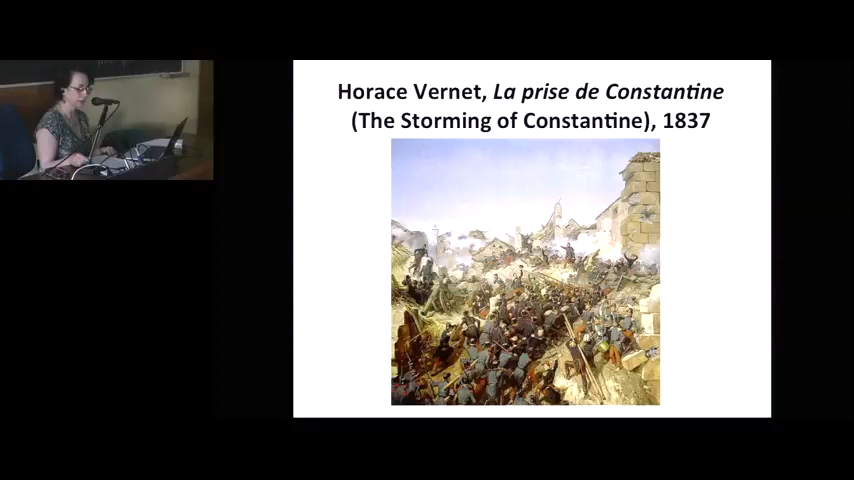 Horace Vernet, La prise de Constantine
(The Storming of Constantine), 1837